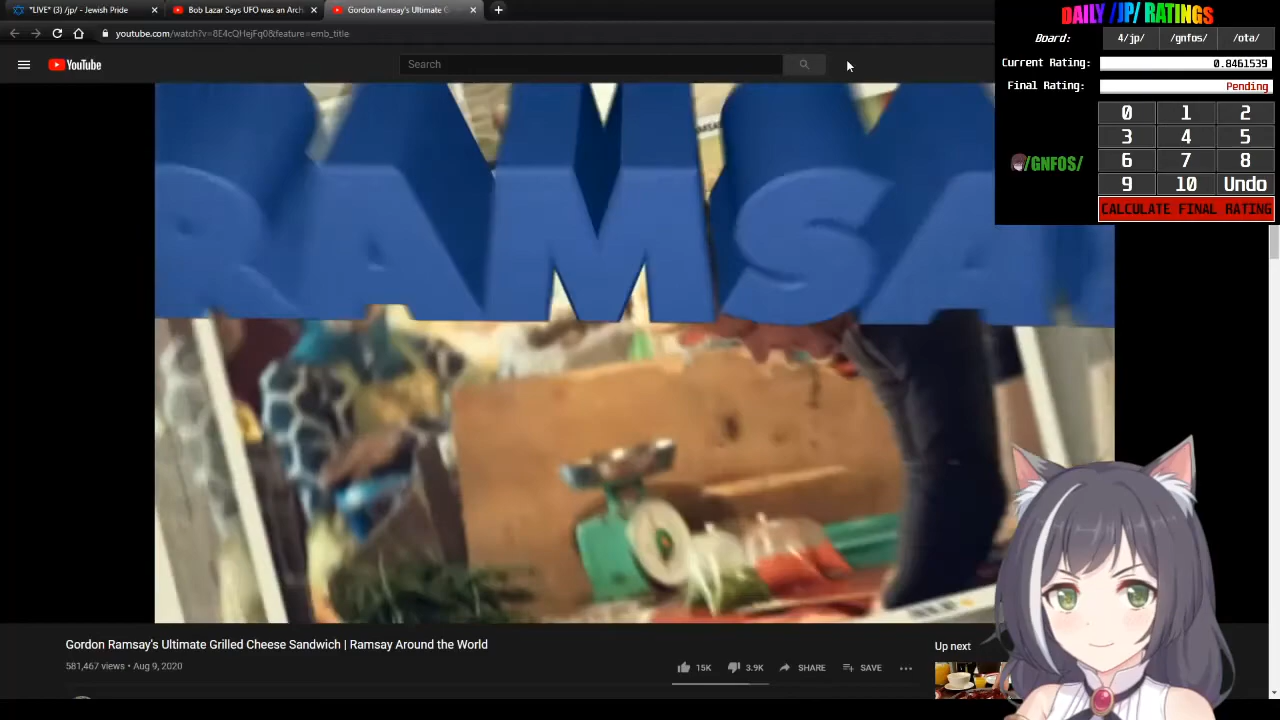 *LIVE* (3) /jp/ - Jewish Pride
Bob Lazar Says UFO was an Arch
Gordon Ramsay's Ultimate G
youtube.com/watch?v=8E4cQHejFq0&feature=emb_title
YouTube
Search
RAMSA
DAILY /JP/ RATINGS
Board: 4/jp/ /gnfos/ /ota/
Current Rating: 0.8461539
Final Rating: Pending
0 1 2
3 4 5
/GNFOS/
6 7 8
9 10 Undo
CALCULATE FINAL RATING
Gordon Ramsay's Ultimate Grilled Cheese Sandwich | Ramsay Around the World
581,467 views • Aug 9, 2020
15K 3.9K SHARE SAVE
Up next